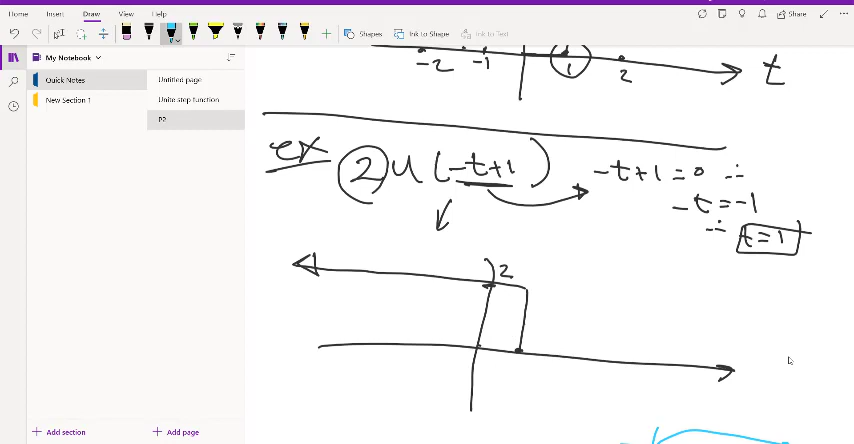 Home Insert Draw View Help
Share
Shapes Ink to Shape Ink to Text
My Notebook
Quick Notes Untitled page
New Section 1 Unite step function
P2
Add section Add page
-2 -1 1 2 t
ex 2 u(-t+1) -t+1=0 ∴
-t=-1
∴ t=1
2